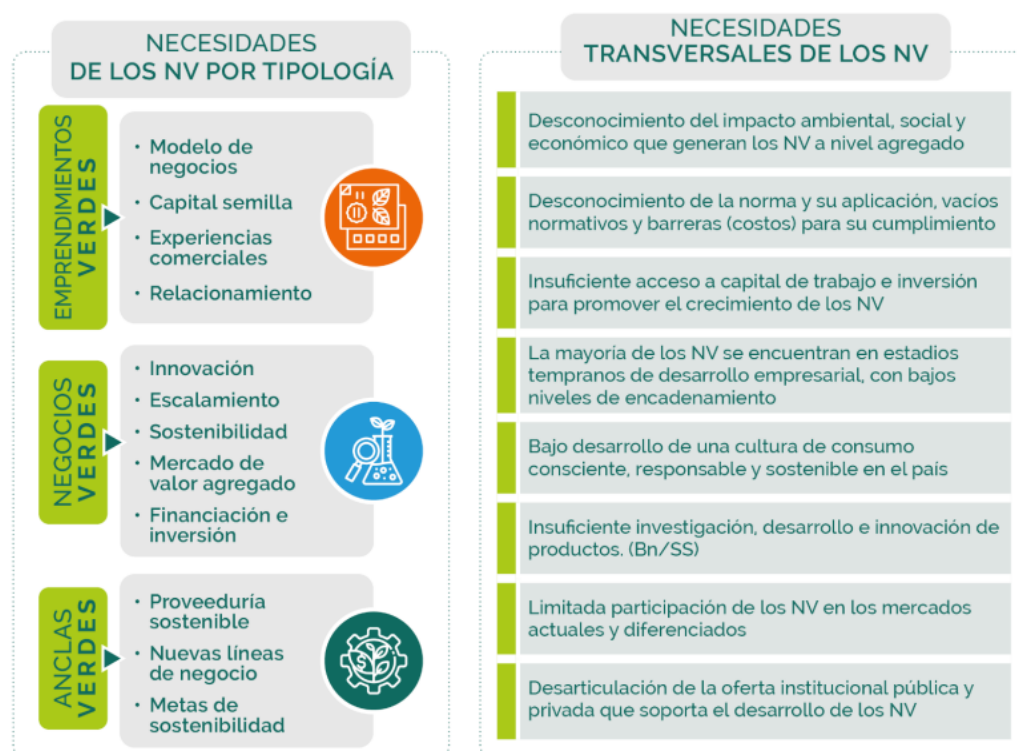 NECESIDADES
DE LOS NV POR TIPOLOGÍA
EMPRENDIMIENTOS
VERDES
• Modelo de
negocios
• Capital semilla
• Experiencias
comerciales
• Relacionamiento
NEGOCIOS
VERDES
• Innovación
• Escalamiento
• Sostenibilidad
• Mercado de
valor agregado
• Financiación e
inversión
ANCLAS
VERDES
• Proveeduría
sostenible
• Nuevas líneas
de negocio
• Metas de
sostenibilidad
NECESIDADES
TRANSVERSALES DE LOS NV
Desconocimiento del impacto ambiental, social y
económico que generan los NV a nivel agregado
Desconocimiento de la norma y su aplicación, vacíos
normativos y barreras (costos) para su cumplimiento
Insuficiente acceso a capital de trabajo e inversión
para promover el crecimiento de los NV
La mayoría de los NV se encuentran en estadios
tempranos de desarrollo empresarial, con bajos
niveles de encadenamiento
Bajo desarrollo de una cultura de consumo
consciente, responsable y sostenible en el país
Insuficiente investigación, desarrollo e innovación de
productos. (Bn/SS)
Limitada participación de los NV en los mercados
actuales y diferenciados
Desarticulación de la oferta institucional pública y
privada que soporta el desarrollo de los NV